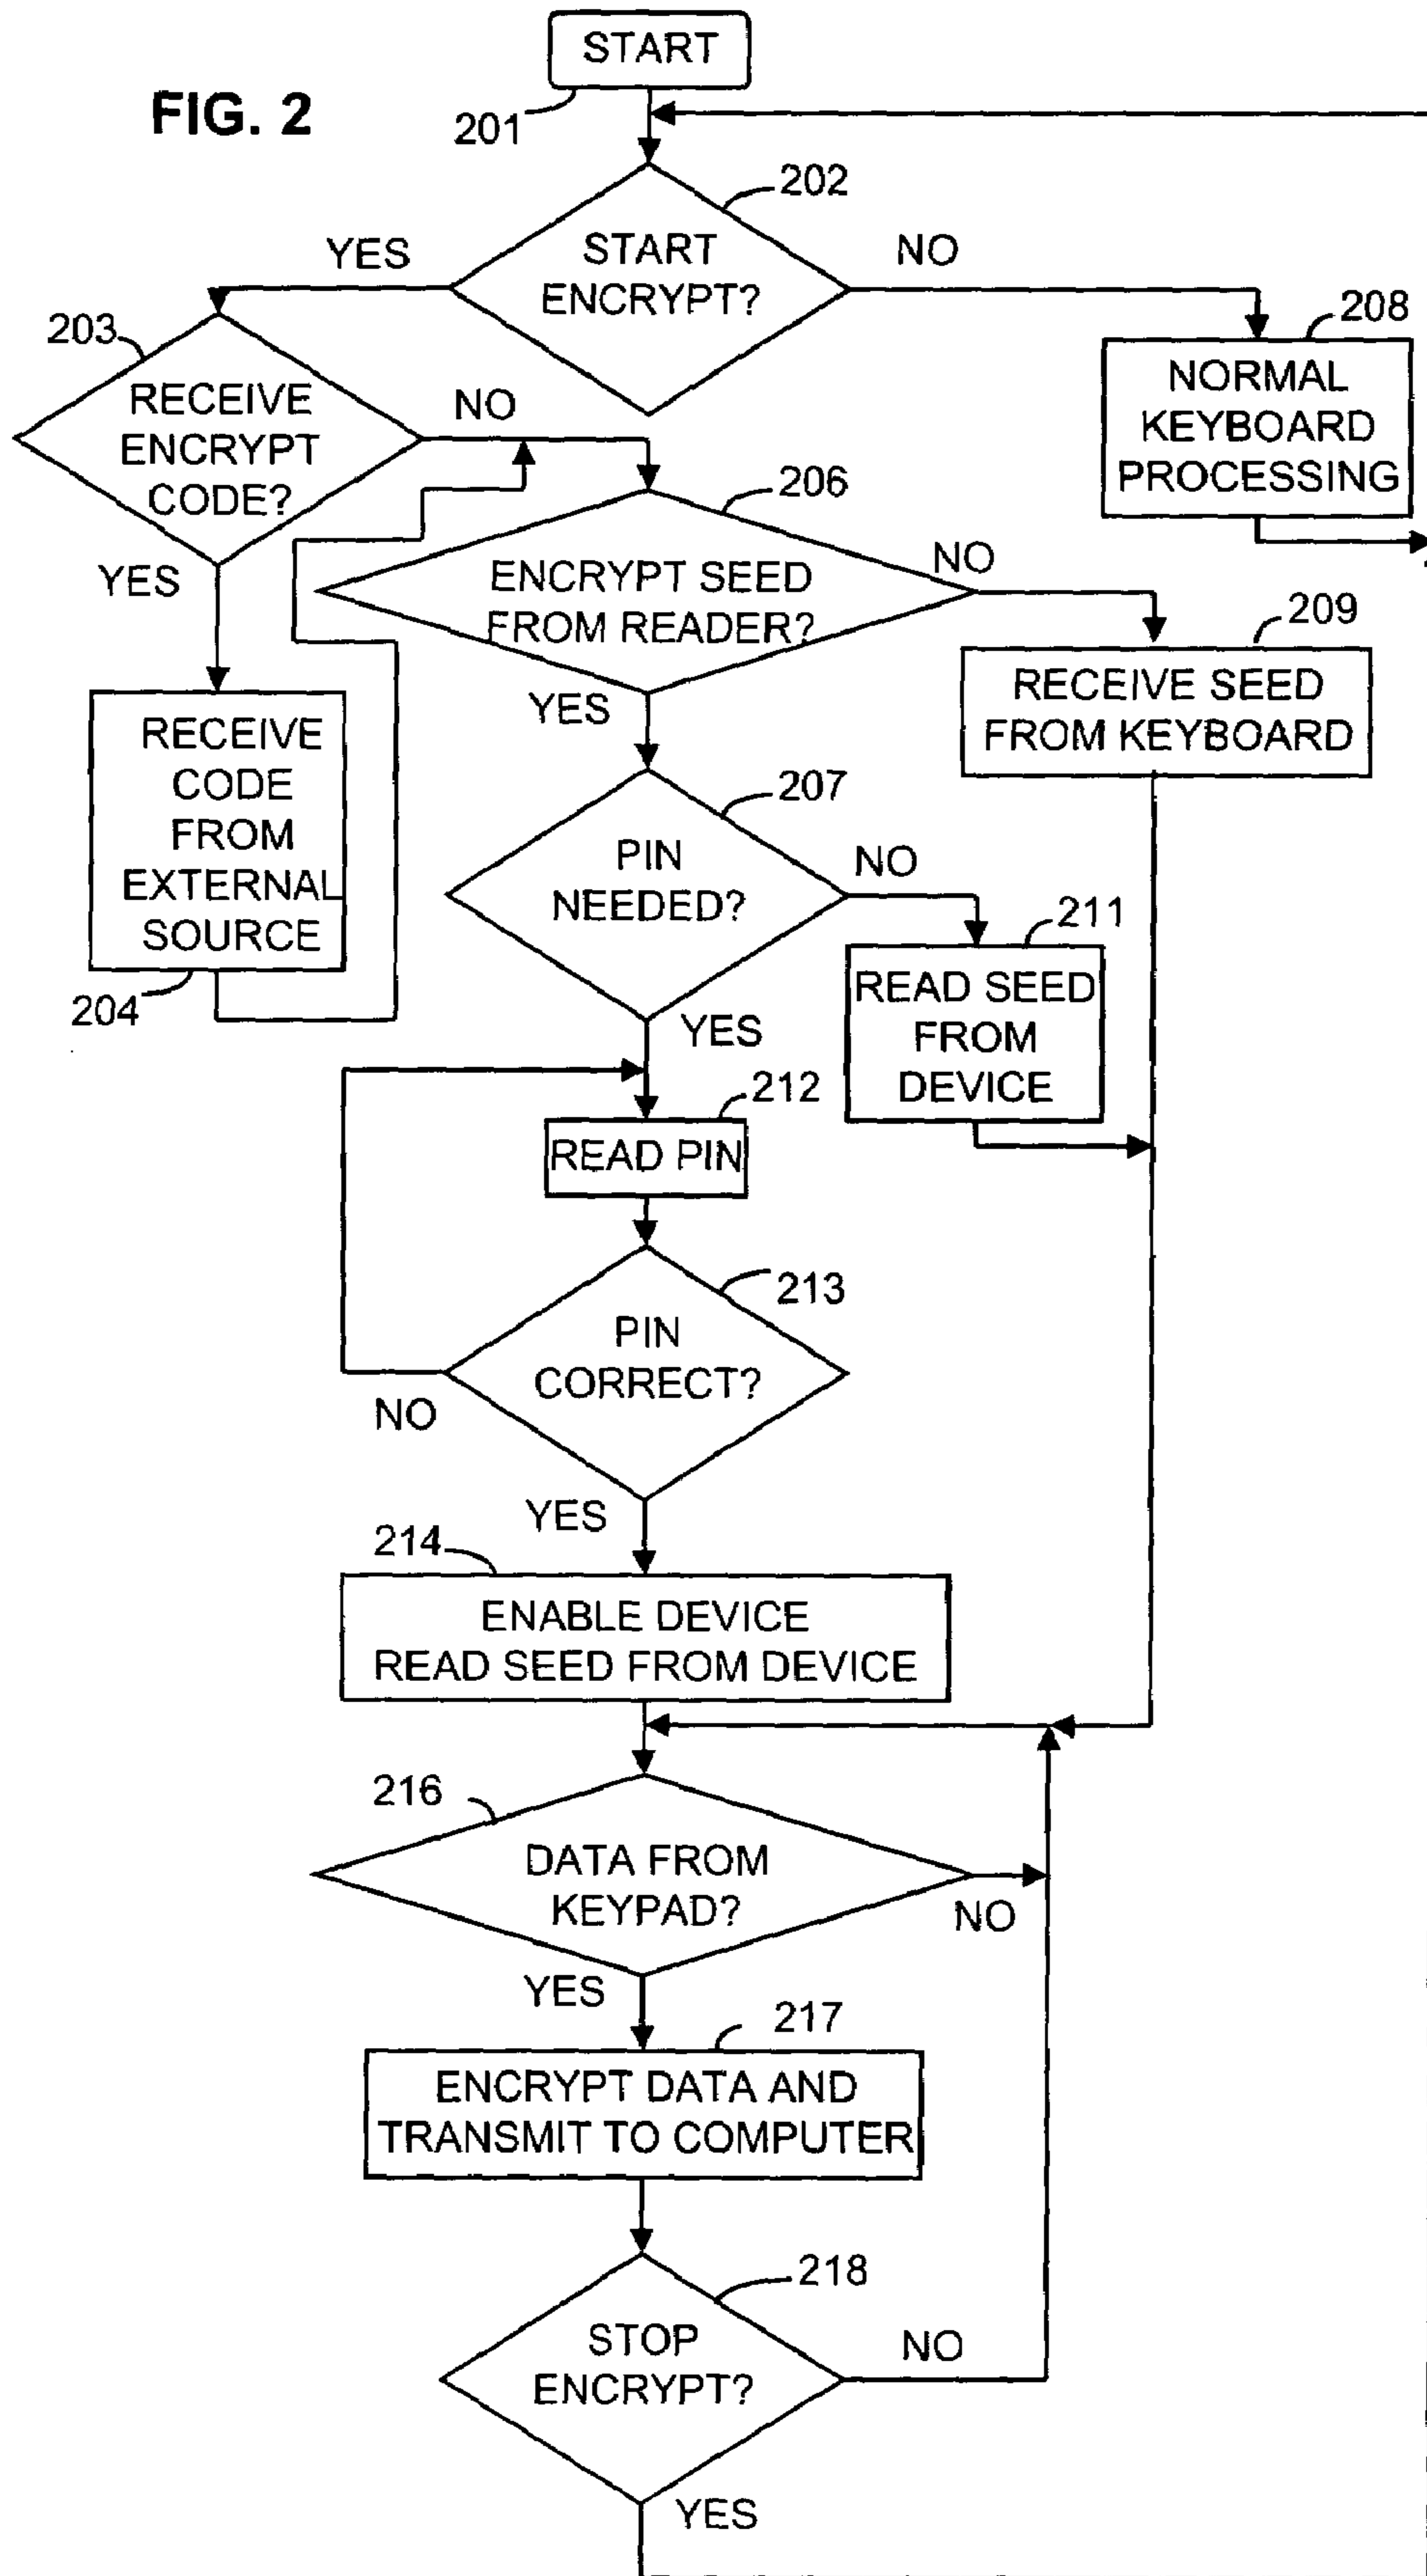 START
FIG. 2
201
202
START
ENCRYPT?
YES
NO
203
208
RECEIVE
ENCRYPT
CODE?
NO
NORMAL
KEYBOARD
PROCESSING
206
YES
ENCRYPT SEED
FROM READER?
NO
209
RECEIVE SEED
FROM KEYBOARD
YES
RECEIVE
CODE
FROM
EXTERNAL
SOURCE
204
207
PIN
NEEDED?
NO
211
READ SEED
FROM
DEVICE
YES
212
READ PIN
213
PIN
CORRECT?
NO
YES
214
ENABLE DEVICE
READ SEED FROM DEVICE
216
DATA FROM
KEYPAD?
NO
YES
217
ENCRYPT DATA AND
TRANSMIT TO COMPUTER
218
STOP
ENCRYPT?
NO
YES